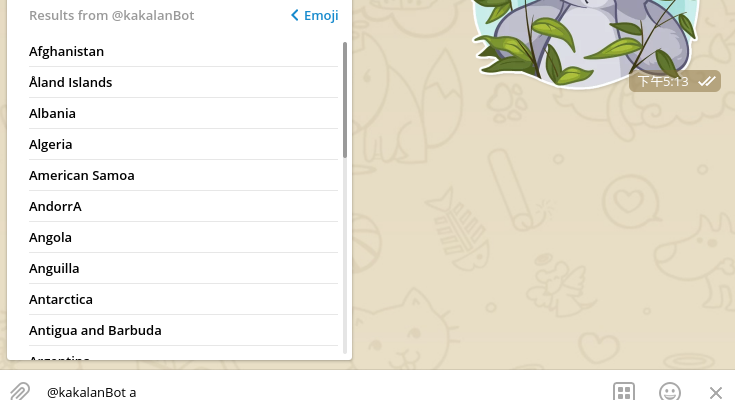 Results from @kakalanBot
Emoji
Afghanistan
Åland Islands
Albania
Algeria
American Samoa
AndorrA
Angola
Anguilla
Antarctica
Antigua and Barbuda
Argentina
下午5:13
@kakalanBot a